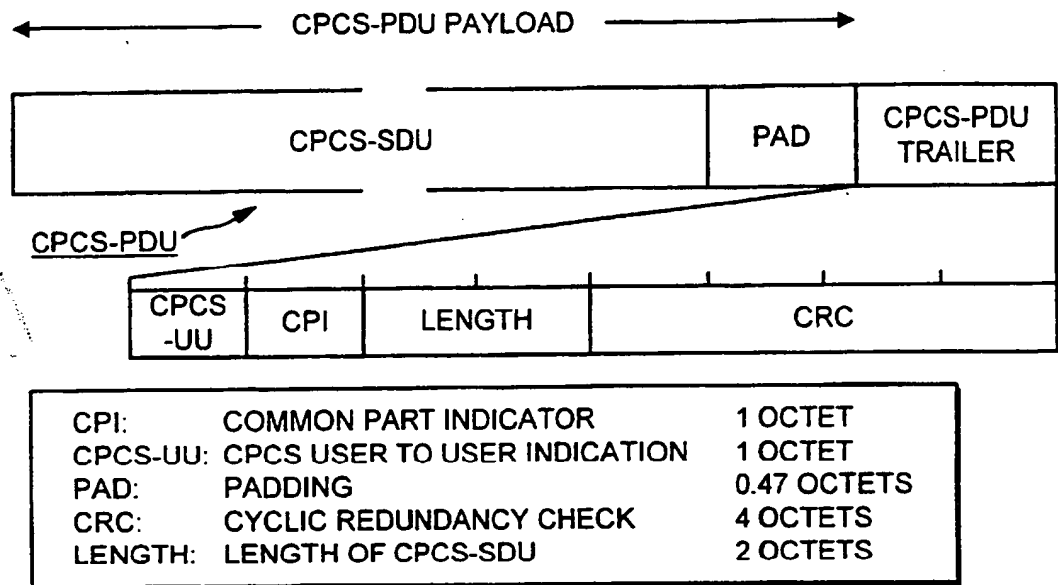 CPCS-PDU PAYLOAD
CPCS-SDU
PAD
CPCS-PDU
TRAILER
CPCS-PDU
CPCS
-UU
CPI
LENGTH
CRC
CPI: COMMON PART INDICATOR 1 OCTET
CPCS-UU: CPCS USER TO USER INDICATION 1 OCTET
PAD: PADDING 0.47 OCTETS
CRC: CYCLIC REDUNDANCY CHECK 4 OCTETS
LENGTH: LENGTH OF CPCS-SDU 2 OCTETS